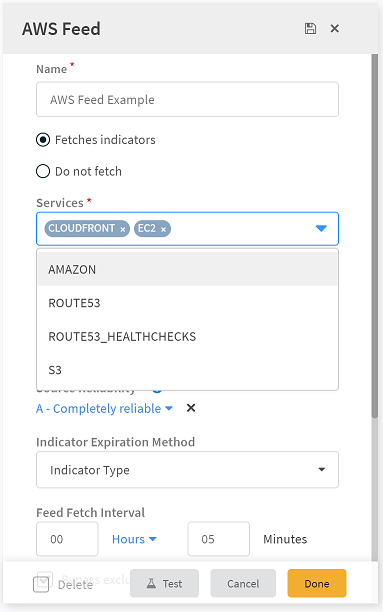 AWS Feed
Name *
AWS Feed Example
Fetches indicators
Do not fetch
Services *
CLOUDFRONT × EC2 ×
AMAZON
ROUTE53
ROUTE53_HEALTHCHECKS
S3
Source Reliability
A - Completely reliable ×
Indicator Expiration Method
Indicator Type
Feed Fetch Interval
00 Hours 05 Minutes
Bypass exclu
Delete Test Cancel Done